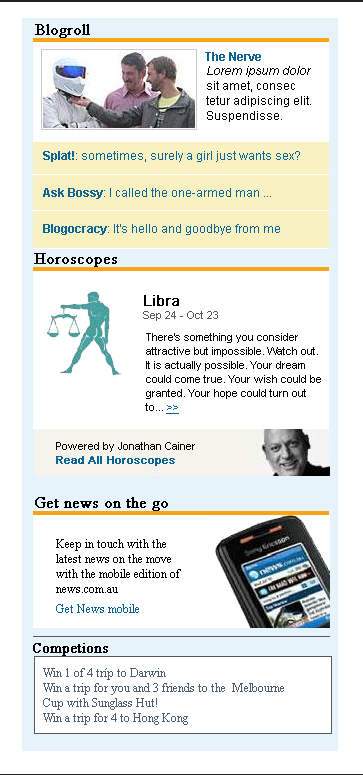 Blogroll
The Nerve
Lorem ipsum dolor
sit amet, consec
tetur adipiscing elit.
Suspendisse.
Splat!: sometimes, surely a girl just wants sex?
Ask Bossy: I called the one-armed man ...
Blogocracy: It's hello and goodbye from me
Horoscopes
Libra
Sep 24 - Oct 23
There's something you consider
attractive but impossible. Watch out.
It is actually possible. Your dream
could come true. Your wish could be
granted. Your hope could turn out
to... >>
Powered by Jonathan Cainer
Read All Horoscopes
Get news on the go
Keep in touch with the
latest news on the move
with the mobile edition of
news.com.au
Get News mobile
Sony Ericsson
news.com.au
Competions
Win 1 of 4 trip to Darwin
Win a trip for you and 3 friends to the  Melbourne
Cup with Sunglass Hut!
Win a trip for 4 to Hong Kong